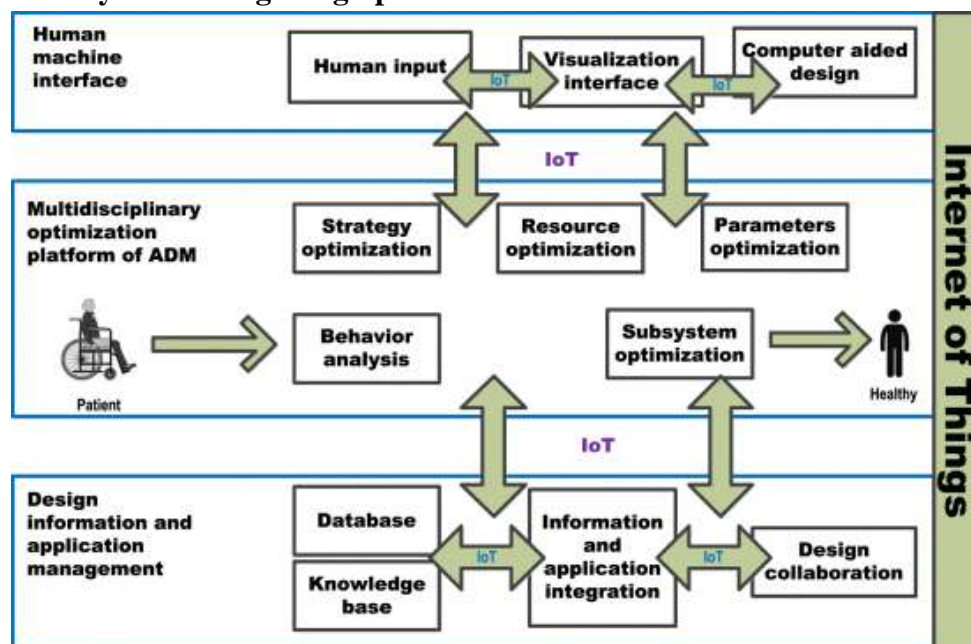 Human
machine
interface
Human input
IoT
Visualization
interface
IoT
Computer aided
design
IoT
Multidisciplinary
optimization
platform of ADM
Strategy
optimization
Resource
optimization
Parameters
optimization
Patient
Behavior
analysis
Subsystem
optimization
Healthy
IoT
Design
information and
application
management
Database
Knowledge
base
IoT
Information
and
application
integration
IoT
Design
collaboration
Internet of Things